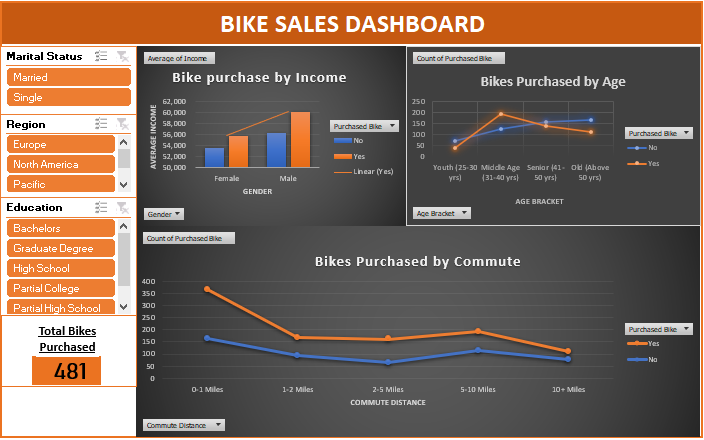 BIKE SALES DASHBOARD
Marital Status
Married
Single
Region
Europe
North America
Pacific
Education
Bachelors
Graduate Degree
High School
Partial College
Partial High School
Total Bikes
Purchased
481
Average of Income
Bike purchase by Income
62,000
60,000
58,000
56,000
54,000
52,000
50,000
AVERAGE INCOME
Female
Male
GENDER
Purchased Bike
No
Yes
Linear (Yes)
Gender
Count of Purchased Bike
Bikes Purchased by Age
250
200
150
100
50
0
Youth (25-30
yrs)
Middle Age
(31-40 yrs)
Senior (41-
50 yrs)
Old (Above
50 yrs)
AGE BRACKET
Purchased Bike
No
Yes
Age Bracket
Count of Purchased Bike
Bikes Purchased by Commute
400
350
300
250
200
150
100
50
0
0-1 Miles
1-2 Miles
2-5 Miles
5-10 Miles
10+ Miles
COMMUTE DISTANCE
Purchased Bike
Yes
No
Commute Distance